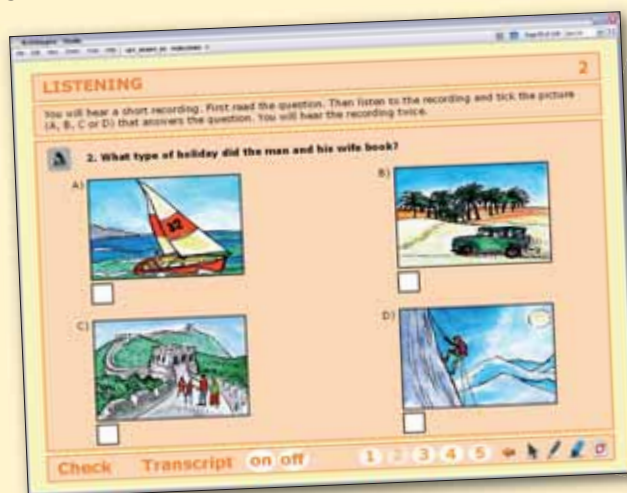 LISTENING
2
You will hear a short recording. First read the question. Then listen to the recording and tick the picture
(A, B, C or D) that answers the question. You will hear the recording twice.
2. What type of holiday did the man and his wife book?
A)
B)
32
C)
D)
Check Transcript on off 1 2 3 4 5